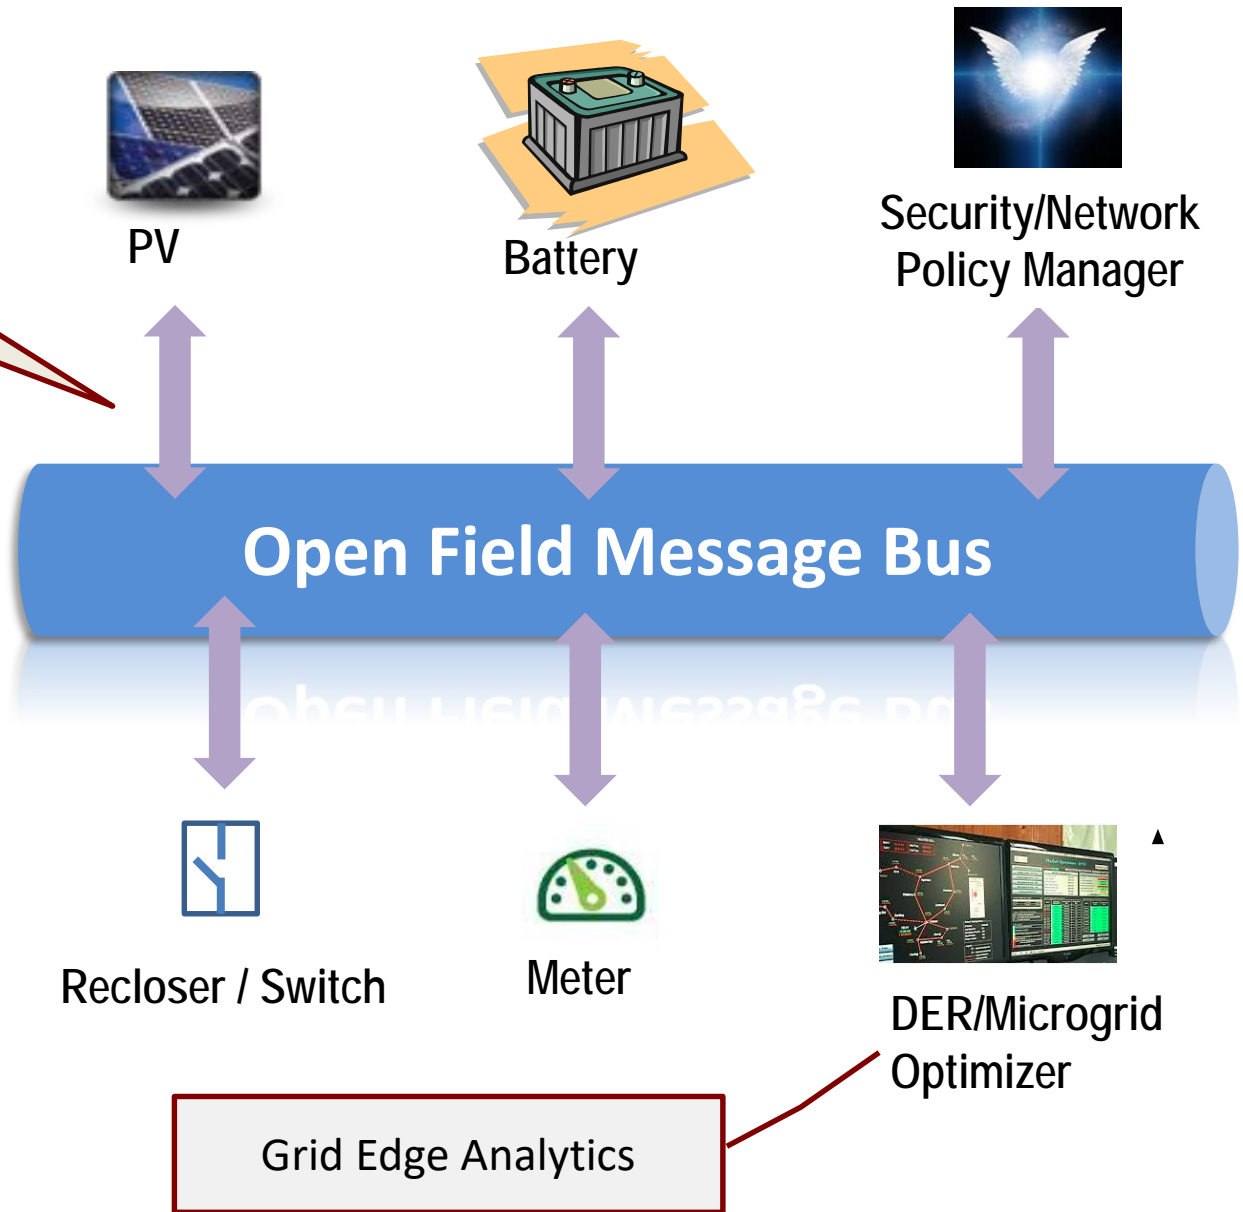 PV
Battery
Security/Network
Policy Manager
Open Field Message Bus
Recloser / Switch
Meter
DER/Microgrid
Optimizer
Grid Edge Analytics